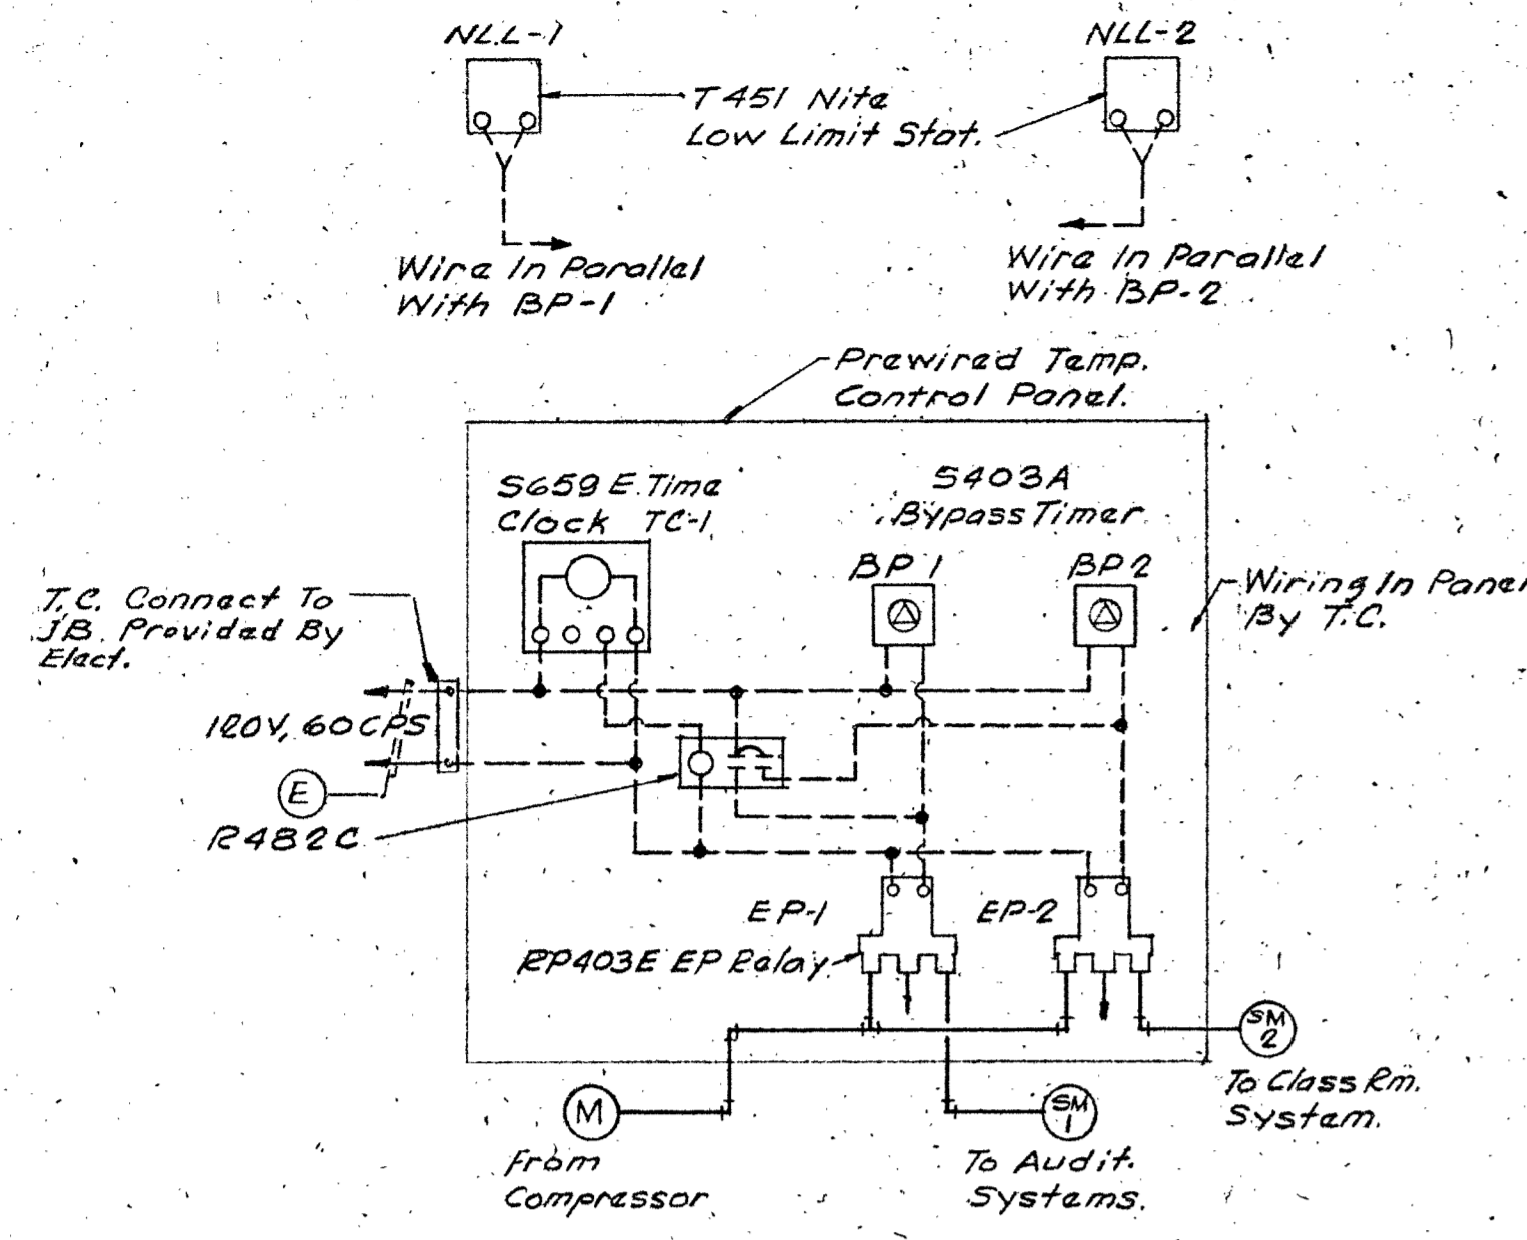 NLL-1
NLL-2
T451 Nite
Low Limit Stat.
Wire In Parallel
With BP-1
Wire In Parallel
With BP-2
Prewired Temp.
Control Panel.
S659E Time
Clock TC-1
S403A
Bypass Timer
BP 1
BP 2
T.C. Connect To
JB. Provided By
Elect.
Wiring In Panel
By T.C.
120V, 60CPS
E
R482C
EP-1
EP-2
RP403E EP Relay
SM
2
To Class Rm.
System.
M
SM
1
From
Compressor
To Audit.
Systems.